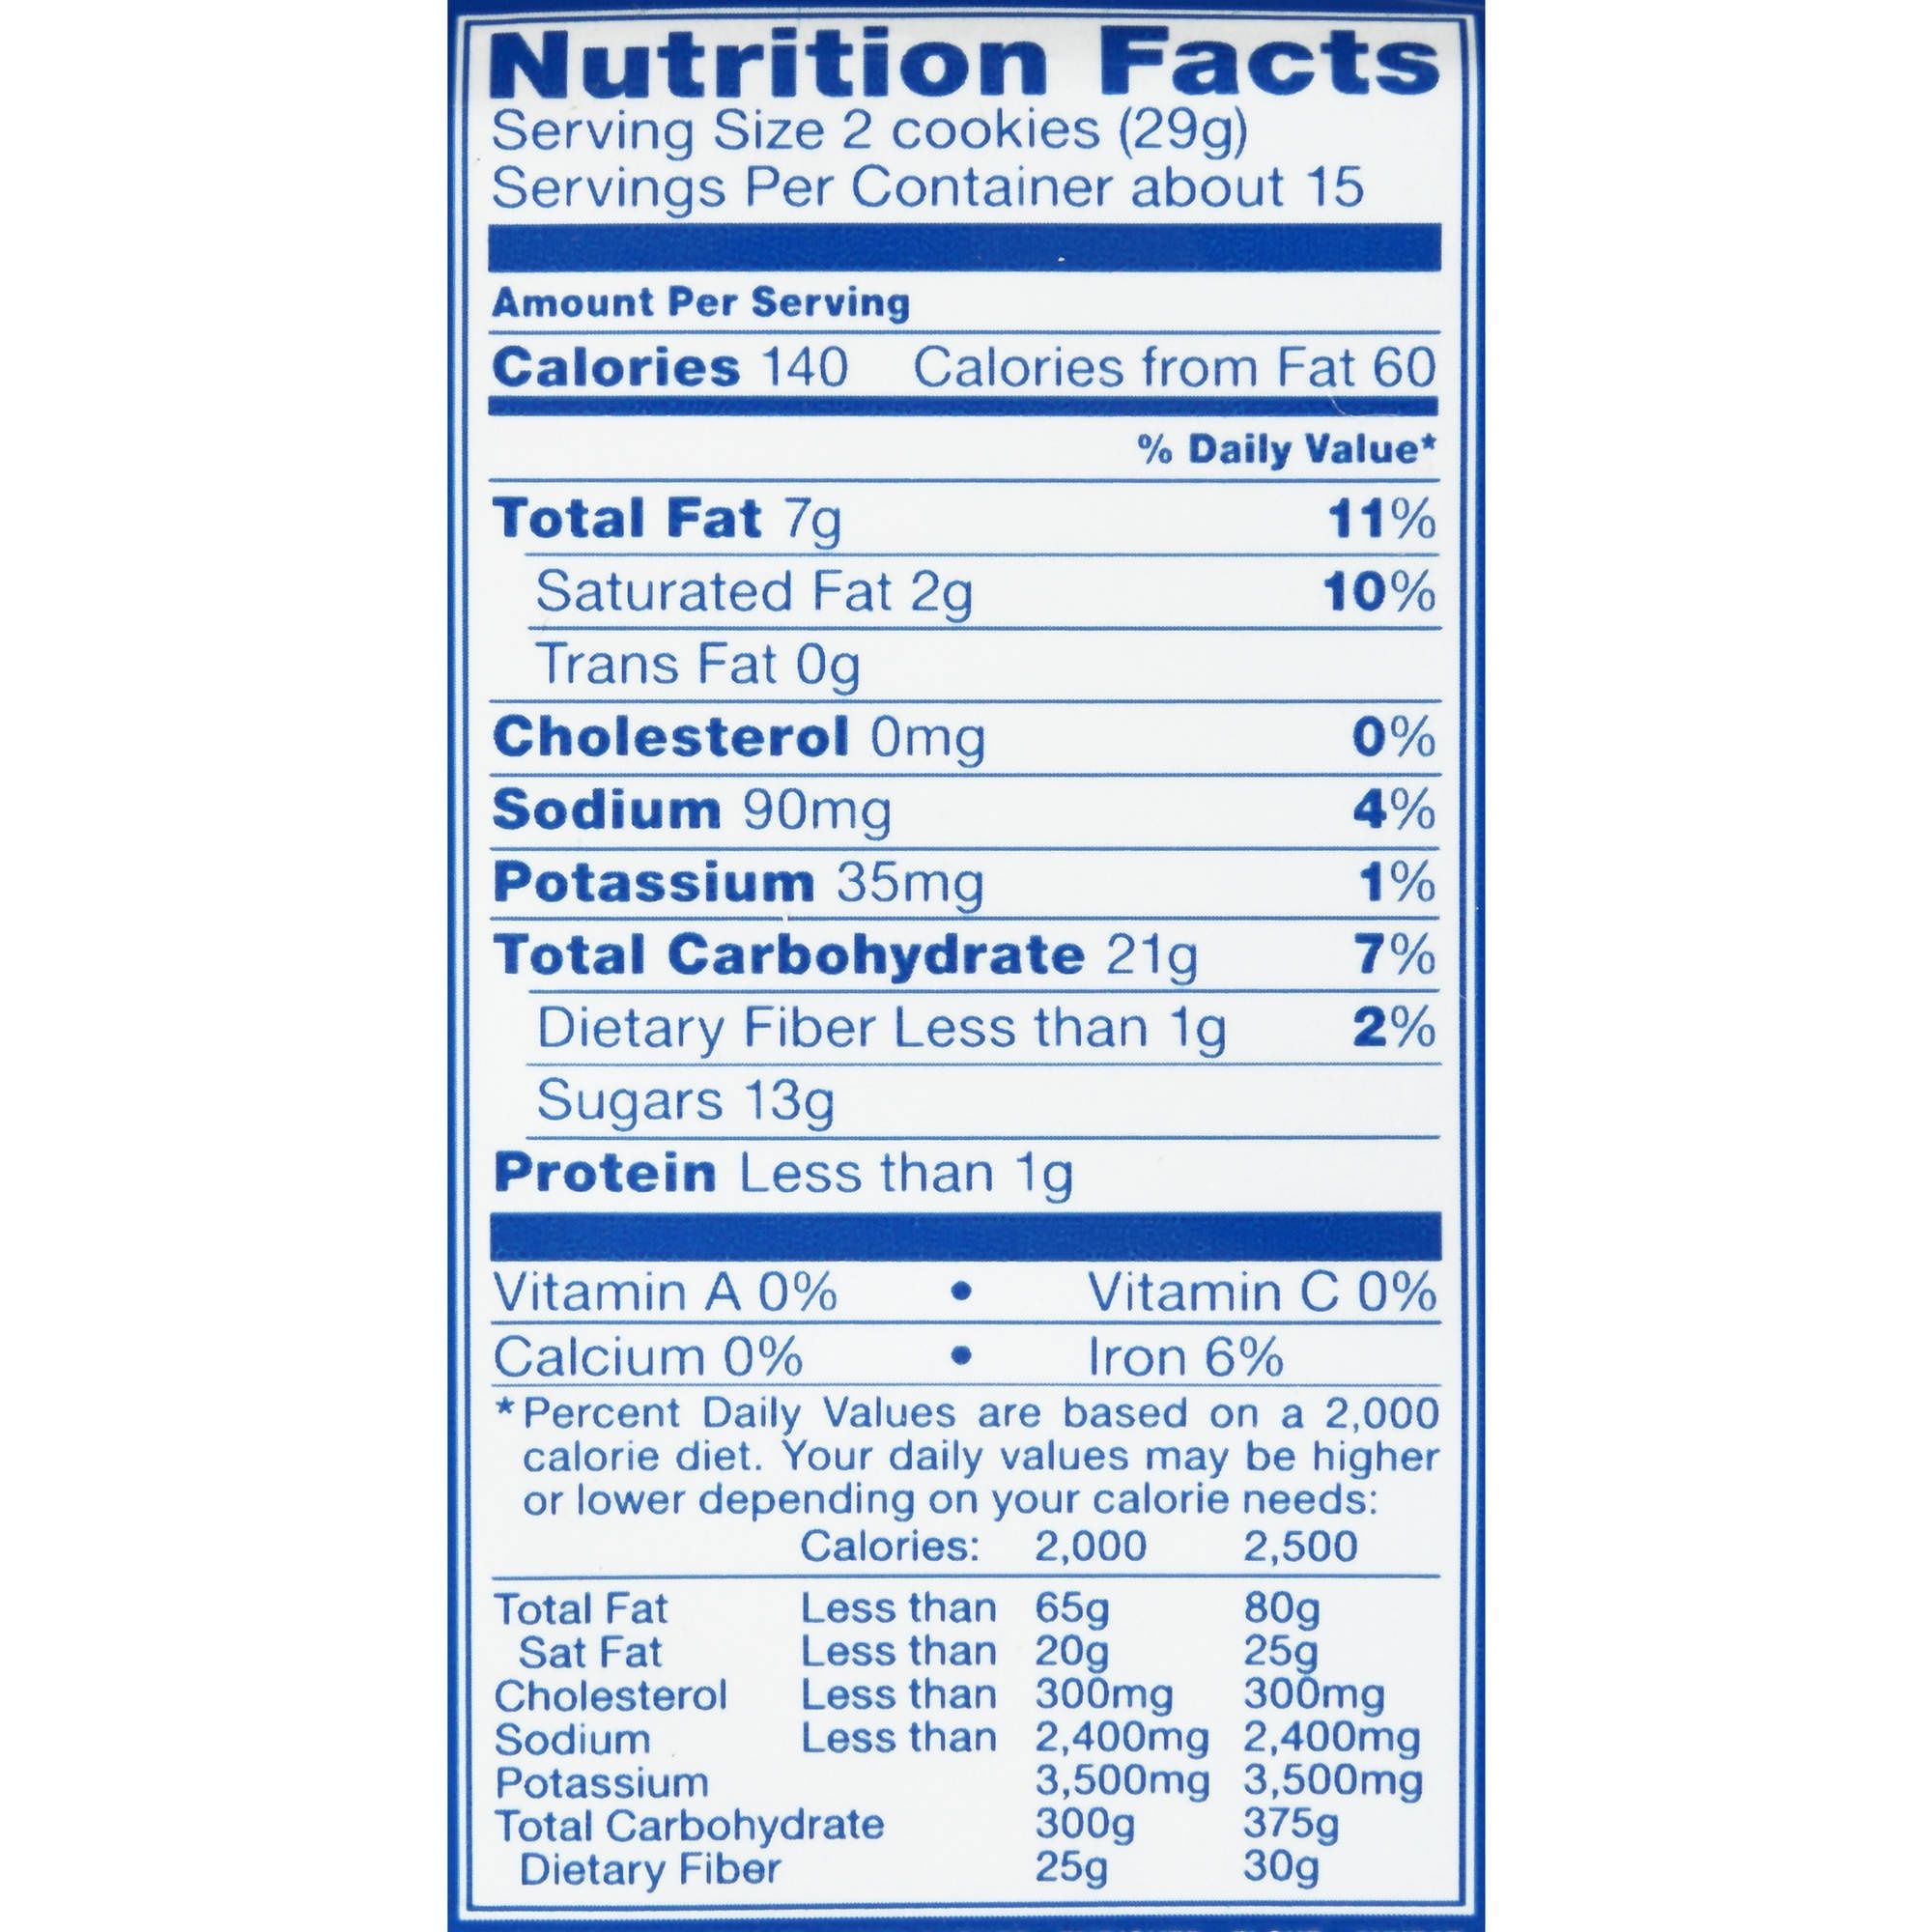 Nutrition Facts
Serving Size 2 cookies (29g)
Servings Per Container about 15
Amount Per Serving
Calories 140 Calories from Fat 60
% Daily Value*
Total Fat 7g 11%
Saturated Fat 2g 10%
Trans Fat 0g
Cholesterol 0mg 0%
Sodium 90mg 4%
Potassium 35mg 1%
Total Carbohydrate 21g 7%
Dietary Fiber Less than 1g 2%
Sugars 13g
Protein Less than 1g
Vitamin A 0% • Vitamin C 0%
Calcium 0% • Iron 6%
*Percent Daily Values are based on a 2,000
calorie diet. Your daily values may be higher
or lower depending on your calorie needs:
Calories: 2,000 2,500
Total Fat Less than 65g 80g
Sat Fat Less than 20g 25g
Cholesterol Less than 300mg 300mg
Sodium Less than 2,400mg 2,400mg
Potassium 3,500mg 3,500mg
Total Carbohydrate 300g 375g
Dietary Fiber 25g 30g